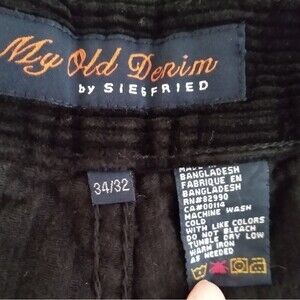 My Old Denim
by SIEGFRIED
34/32
MADE IN
BANGLADESH
FABRIQUE EN
BANGLADESH
RN#82990
CA#00114
MACHINE WASH
COLD
WITH LIKE COLORS
DO NOT BLEACH
TUMBLE DRY LOW
WARM IRON
AS NEEDED